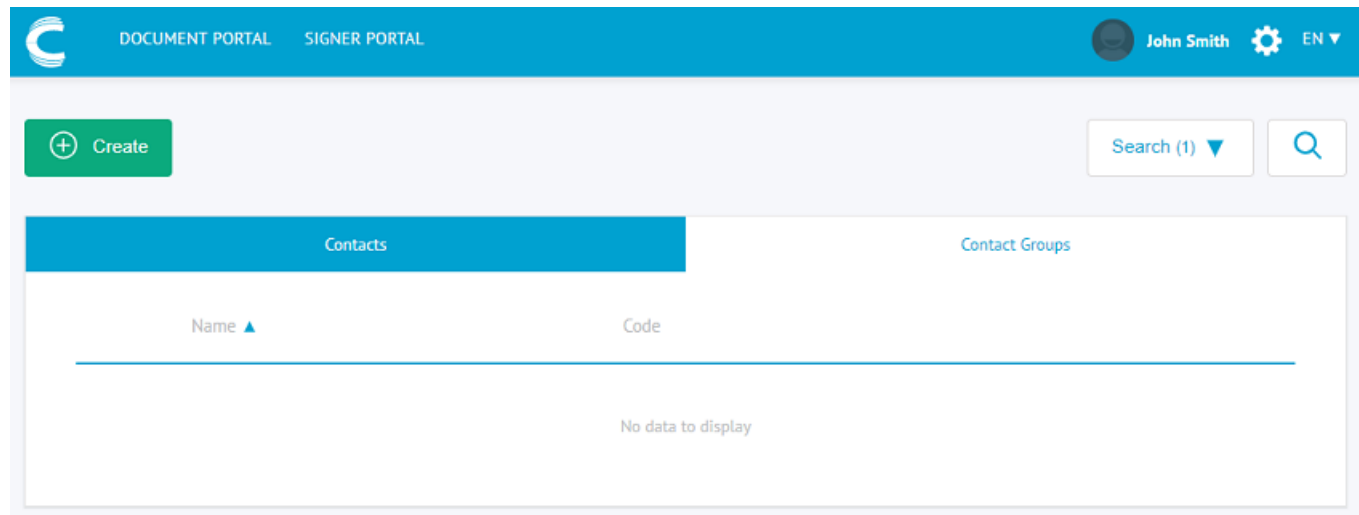 DOCUMENT PORTAL SIGNER PORTAL John Smith EN ▼
Create Search (1) ▼
Contacts Contact Groups
Name ▲ Code
No data to display